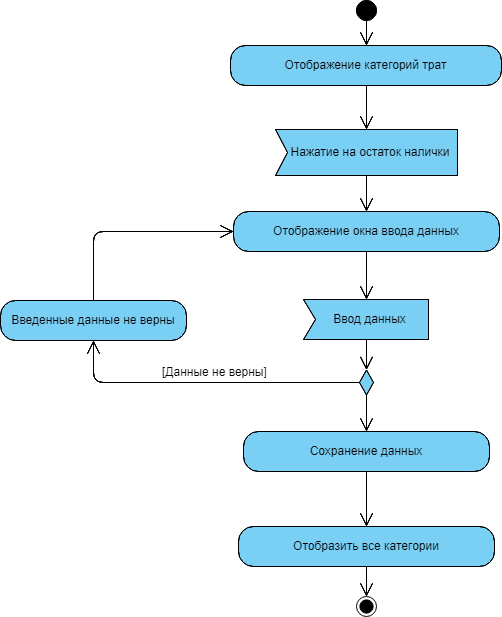 Отображение категорий трат
Нажатие на остаток налички
Отображение окна ввода данных
Введенные данные не верны
Ввод данных
[Данные не верны]
Сохранение данных
Отобразить все категории